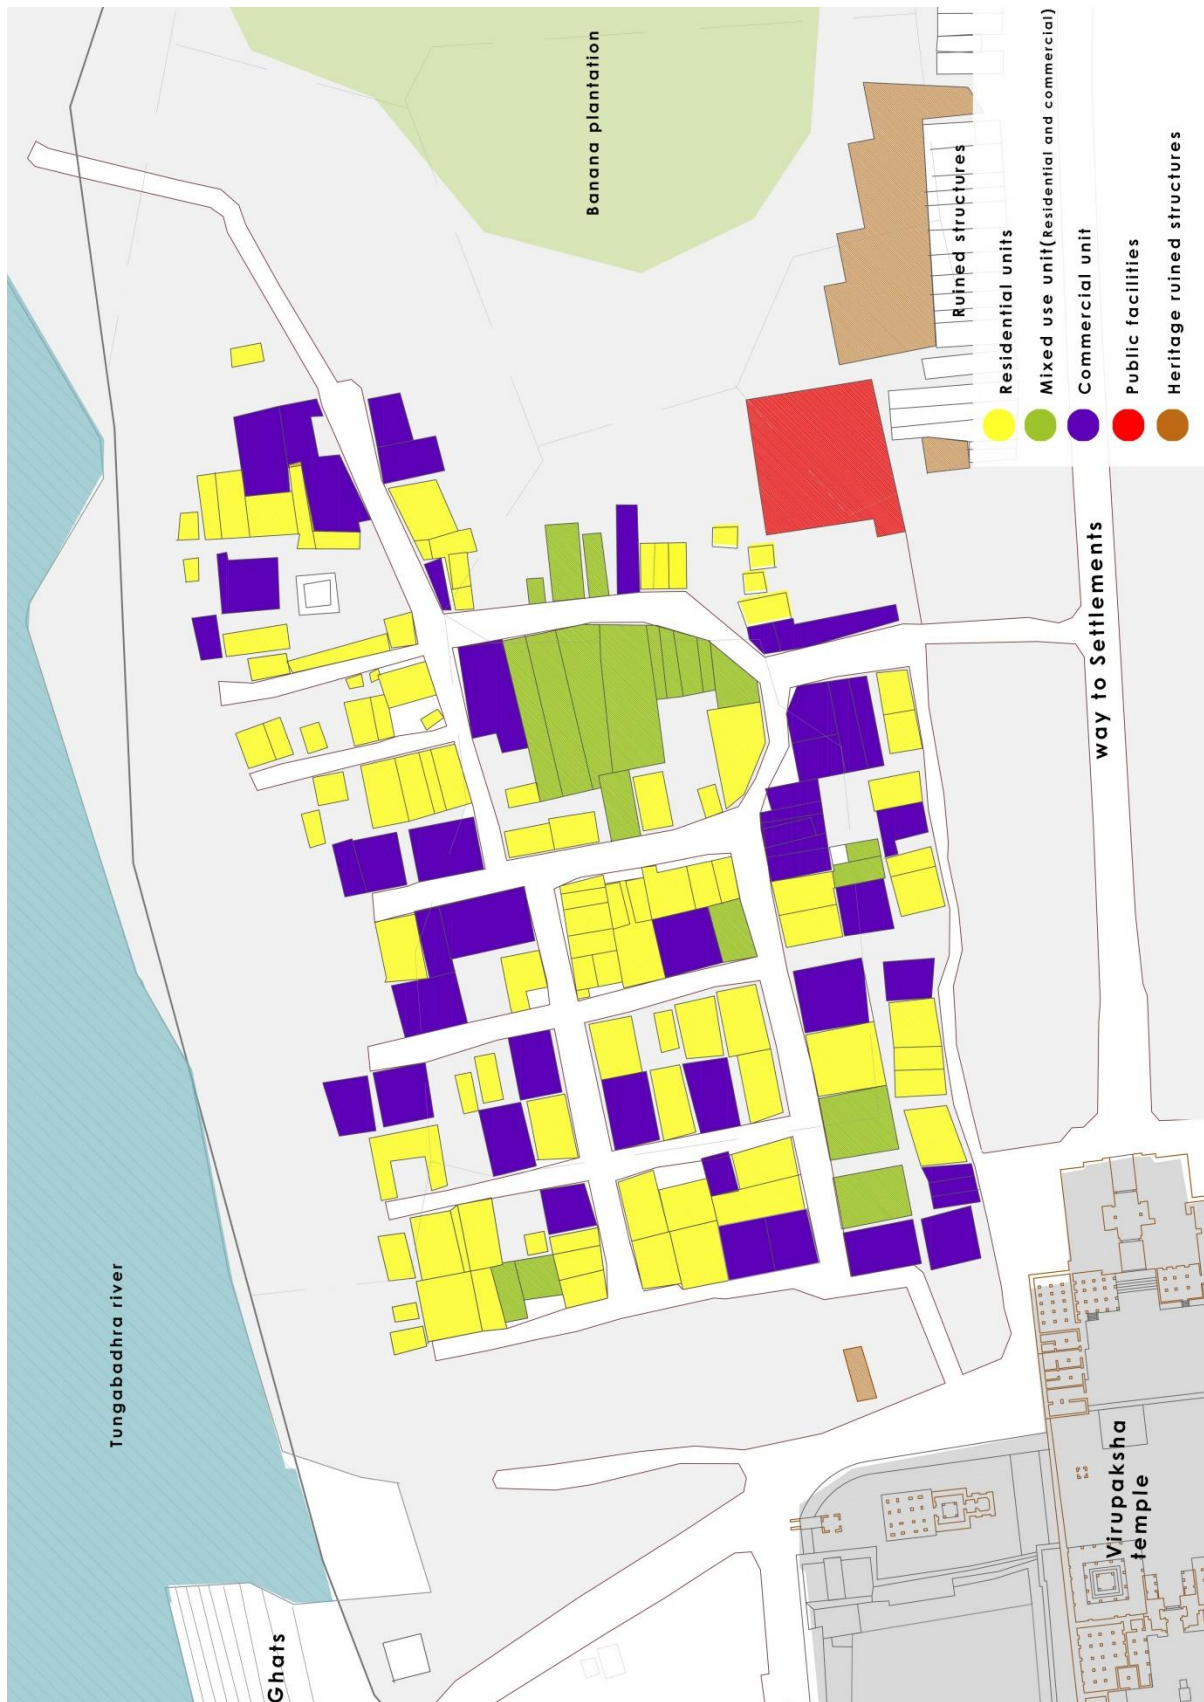 Tungabadhra river
Ghats
Banana plantation
Ruined structures
Residential units
Mixed use unit(Residential and commercial)
Commercial unit
Public facilities
Heritage ruined structures
way to Settlements
Virupaksha
temple